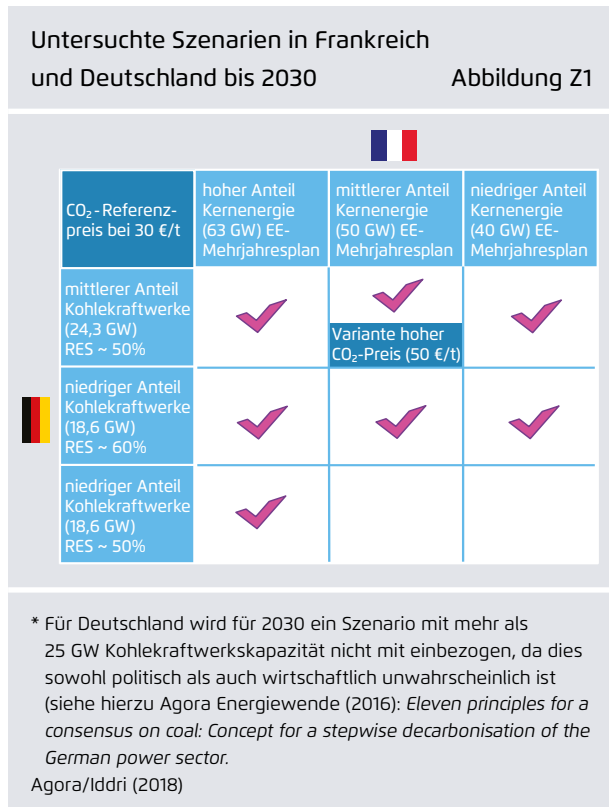 Untersuchte Szenarien in Frankreich
und Deutschland bis 2030 Abbildung Z1
CO₂-Referenz-
preis bei 30 €/t
hoher Anteil
Kernenergie
(63 GW) EE-
Mehrjahresplan
mittlerer Anteil
Kernenergie
(50 GW) EE-
Mehrjahresplan
niedriger Anteil
Kernenergie
(40 GW) EE-
Mehrjahresplan
mittlerer Anteil
Kohlekraftwerke
(24,3 GW)
RES ~ 50%
Variante hoher
CO₂-Preis (50 €/t)
niedriger Anteil
Kohlekraftwerke
(18,6 GW)
RES ~ 60%
niedriger Anteil
Kohlekraftwerke
(18,6 GW)
RES ~ 50%
* Für Deutschland wird für 2030 ein Szenario mit mehr als
25 GW Kohlekraftwerkskapazität nicht mit einbezogen, da dies
sowohl politisch als auch wirtschaftlich unwahrscheinlich ist
(siehe hierzu Agora Energiewende (2016): Eleven principles for a
consensus on coal: Concept for a stepwise decarbonisation of the
German power sector.
Agora/Iddri (2018)